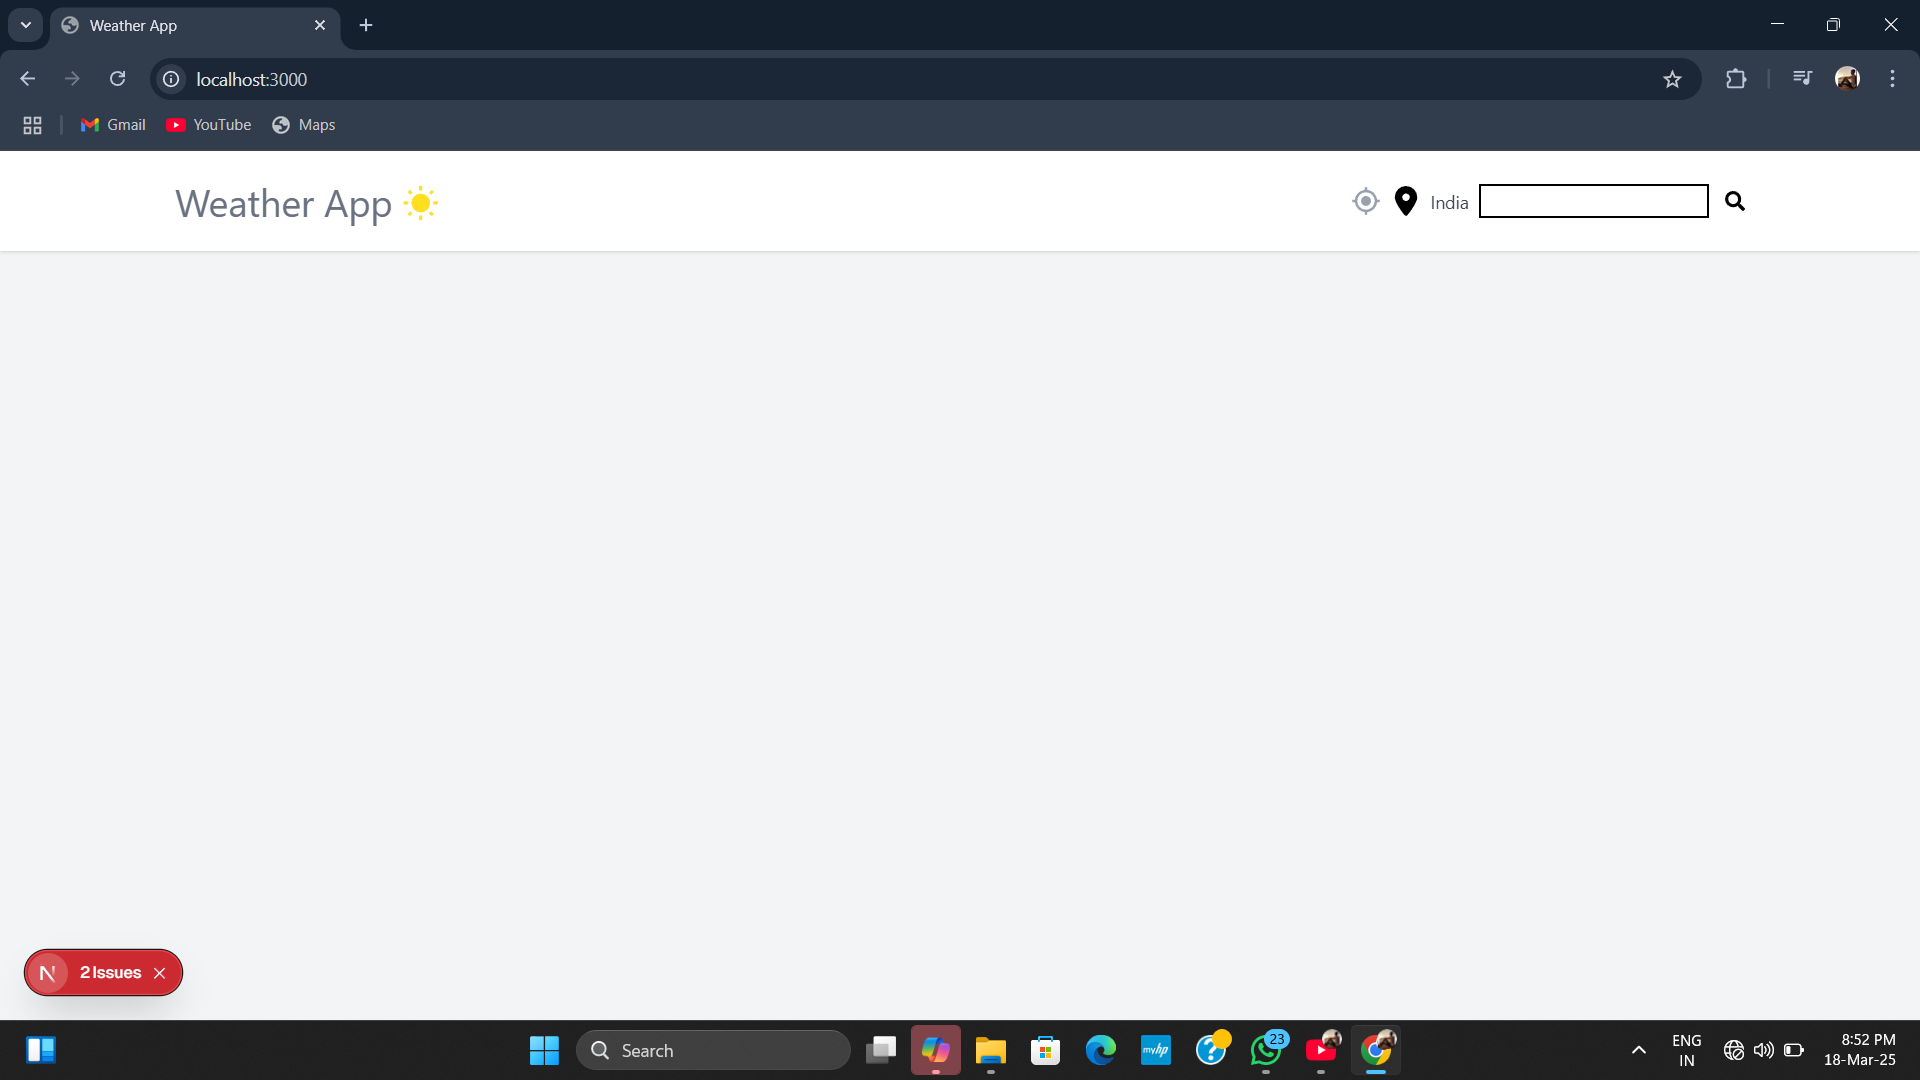 Weather App
localhost:3000
Gmail YouTube Maps
Weather App India
N 2 Issues
Search
myhp
23
ENG
IN
8:52 PM
18-Mar-25